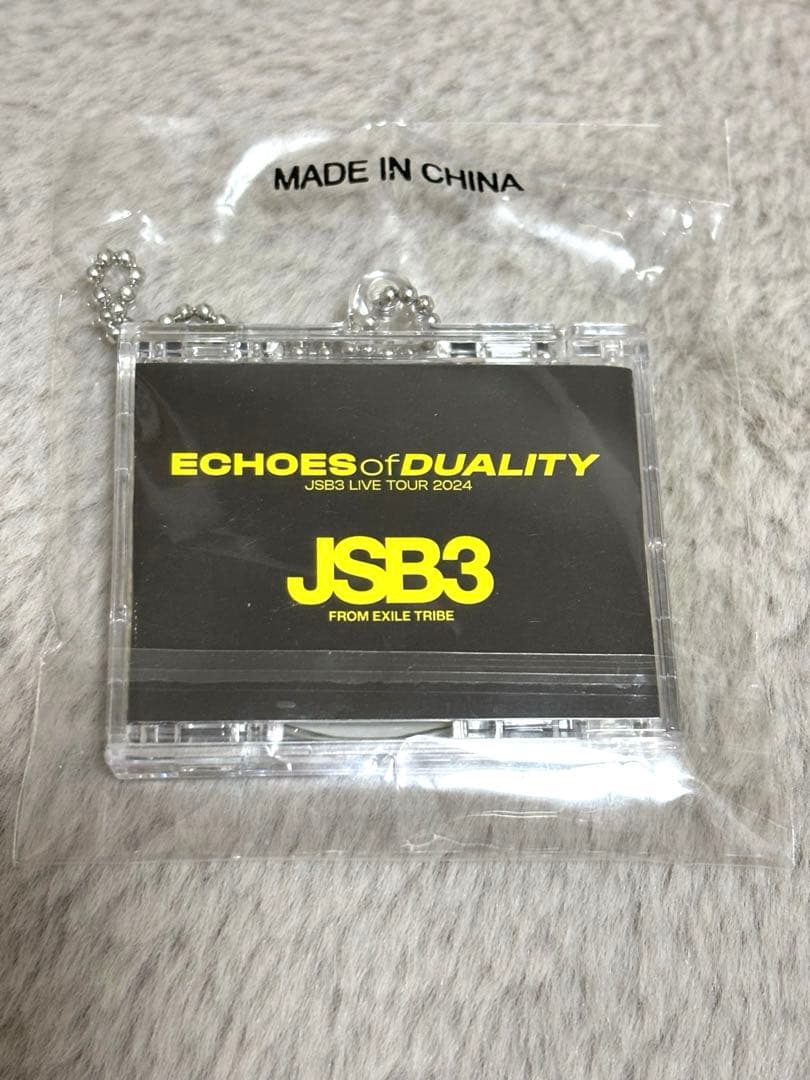 MADE IN CHINA
ECHOES of DUALITY
JSB3 LIVE TOUR 2024
JSB3
FROM EXILE TRIBE